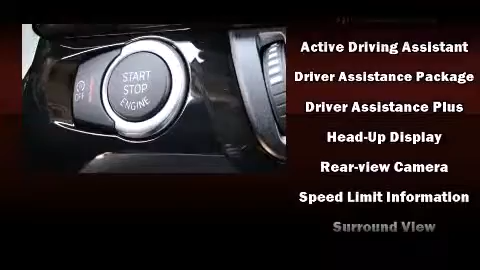 START
STOP
ENGINE
OFF
Active Driving Assistant
Driver Assistance Package
Driver Assistance Plus
Head-Up Display
Rear-view Camera
Speed Limit Information
Surround View